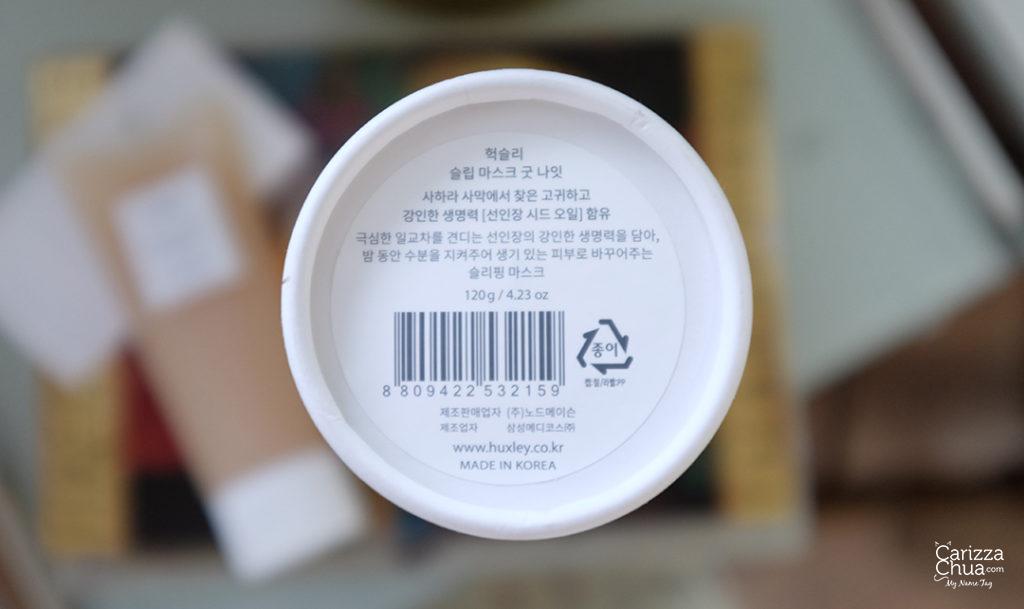 헉슬리
슬립 마스크 굿 나잇
사하라 사막에서 찾은 고귀하고
강인한 생명력 [선인장 시드 오일] 함유
극심한 일교차를 견디는 선인장의 강인한 생명력을 담아,
밤 동안 수분을 지켜주어 생기 있는 피부로 바꾸어주는
슬리핑 마스크
120g / 4.23 oz
종이
캡:철/라벨:PP
8 809422 532159
제조판매업자 (주)노드메이슨
제조업자 삼성메디코스㈜
www.huxley.co.kr
MADE IN KOREA
Carizza
Chua.com
My Name Tag